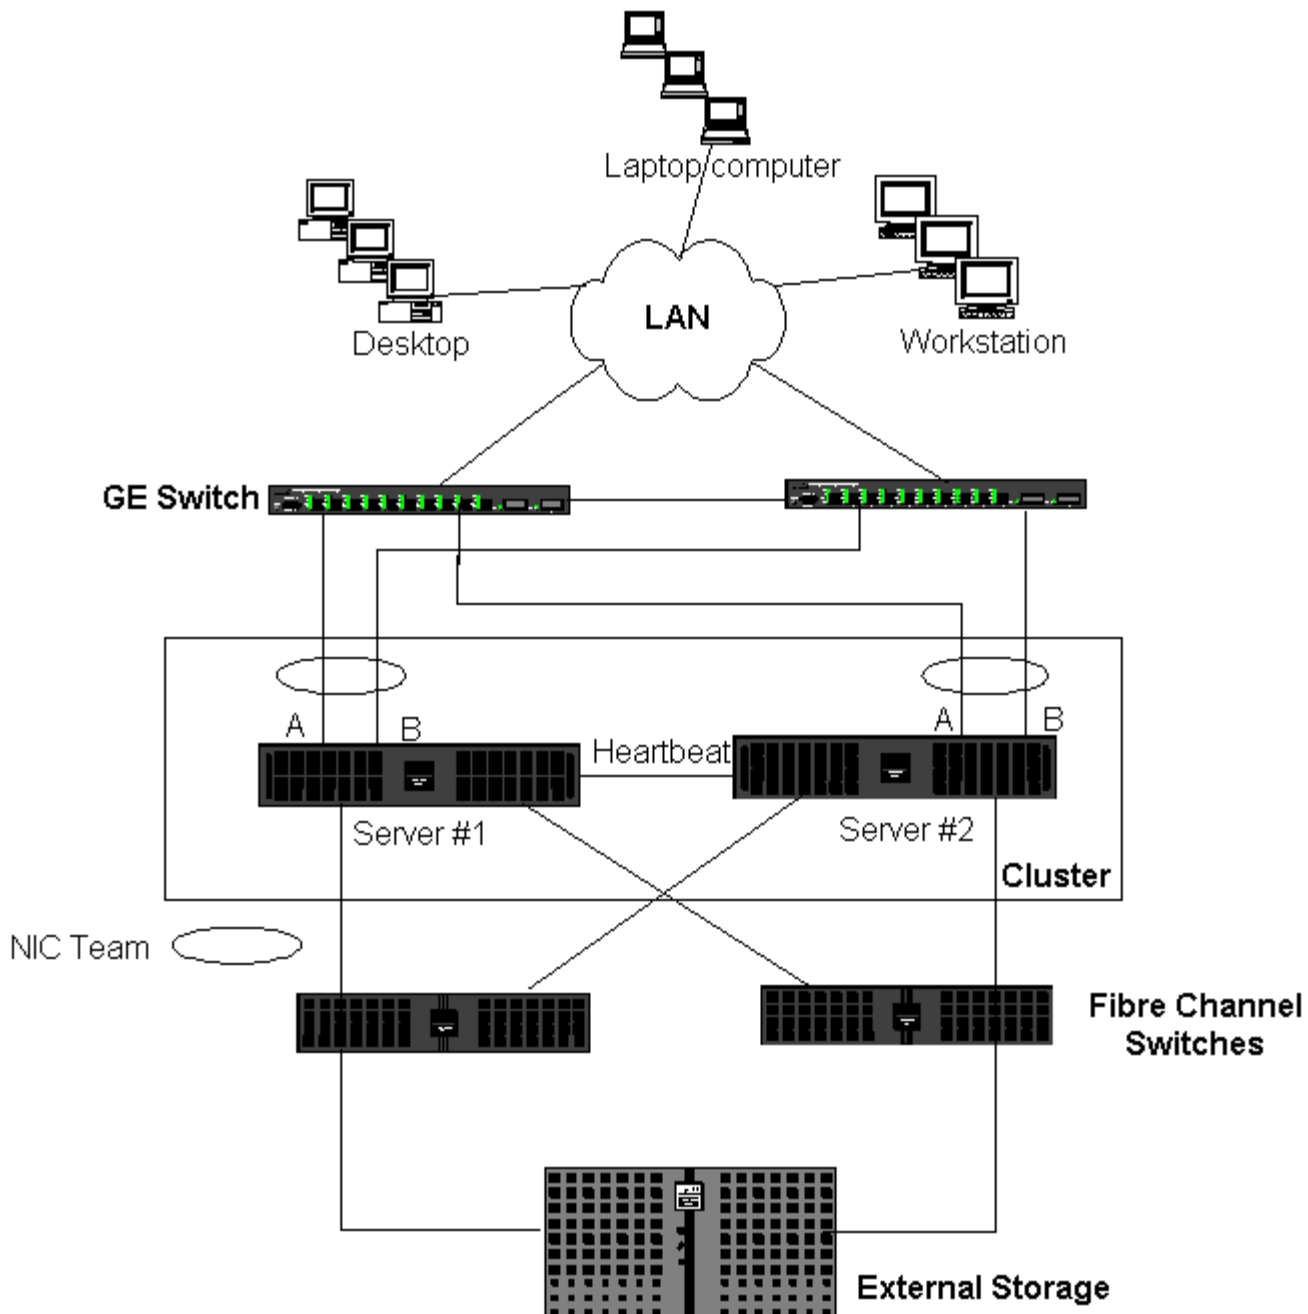 Laptop computer
Desktop
LAN
Workstation
GE Switch
A
B
A
B
Heartbeat
Server #1
Server #2
Cluster
NIC Team
Fibre Channel
Switches
External Storage